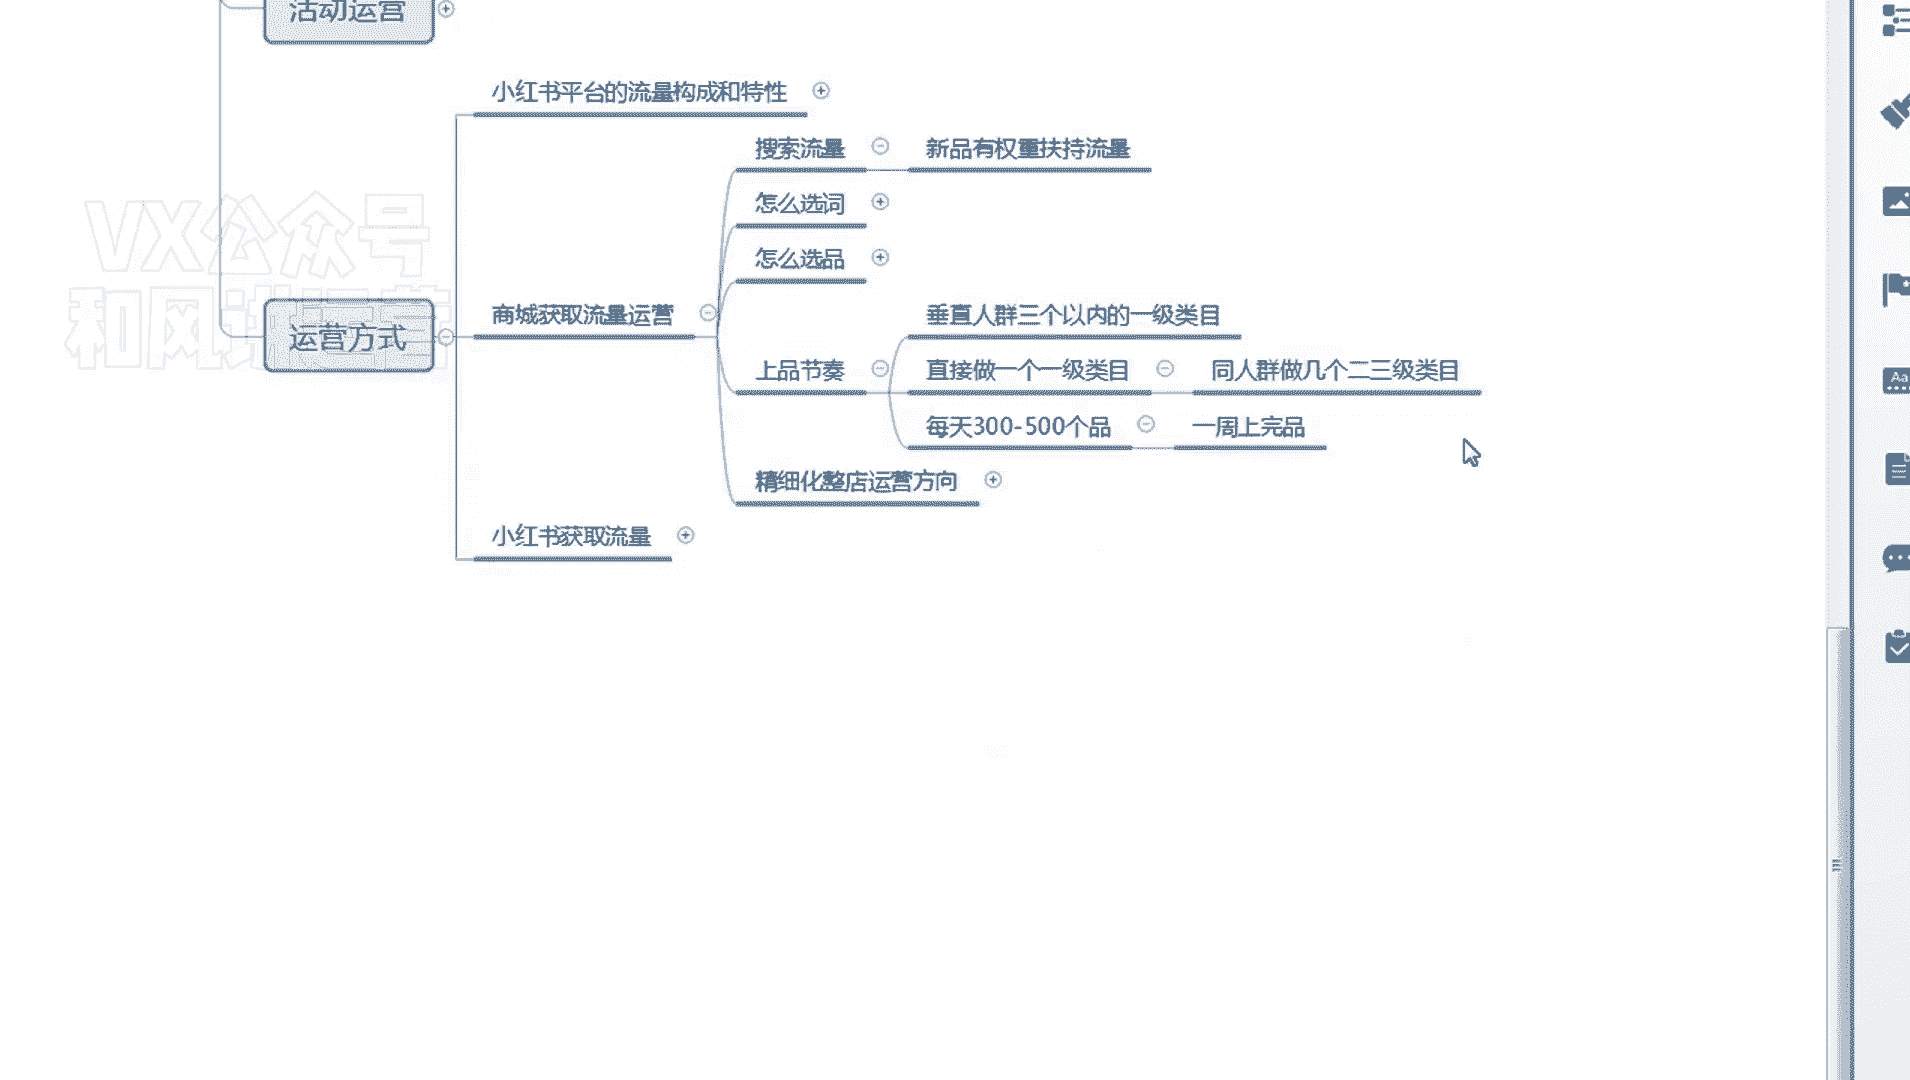 活动运营
小红书平台的流量构成和特性
搜索流量
新品有权重扶持流量
怎么选词
怎么选品
商城获取流量运营
垂直人群三个以内的一级类目
运营方式
上品节奏
直接做一个一级类目
同人群做几个二三级类目
每天300-500个品
一周上完品
精细化整店运营方向
小红书获取流量
VX公众号
和风讲运营
Aa